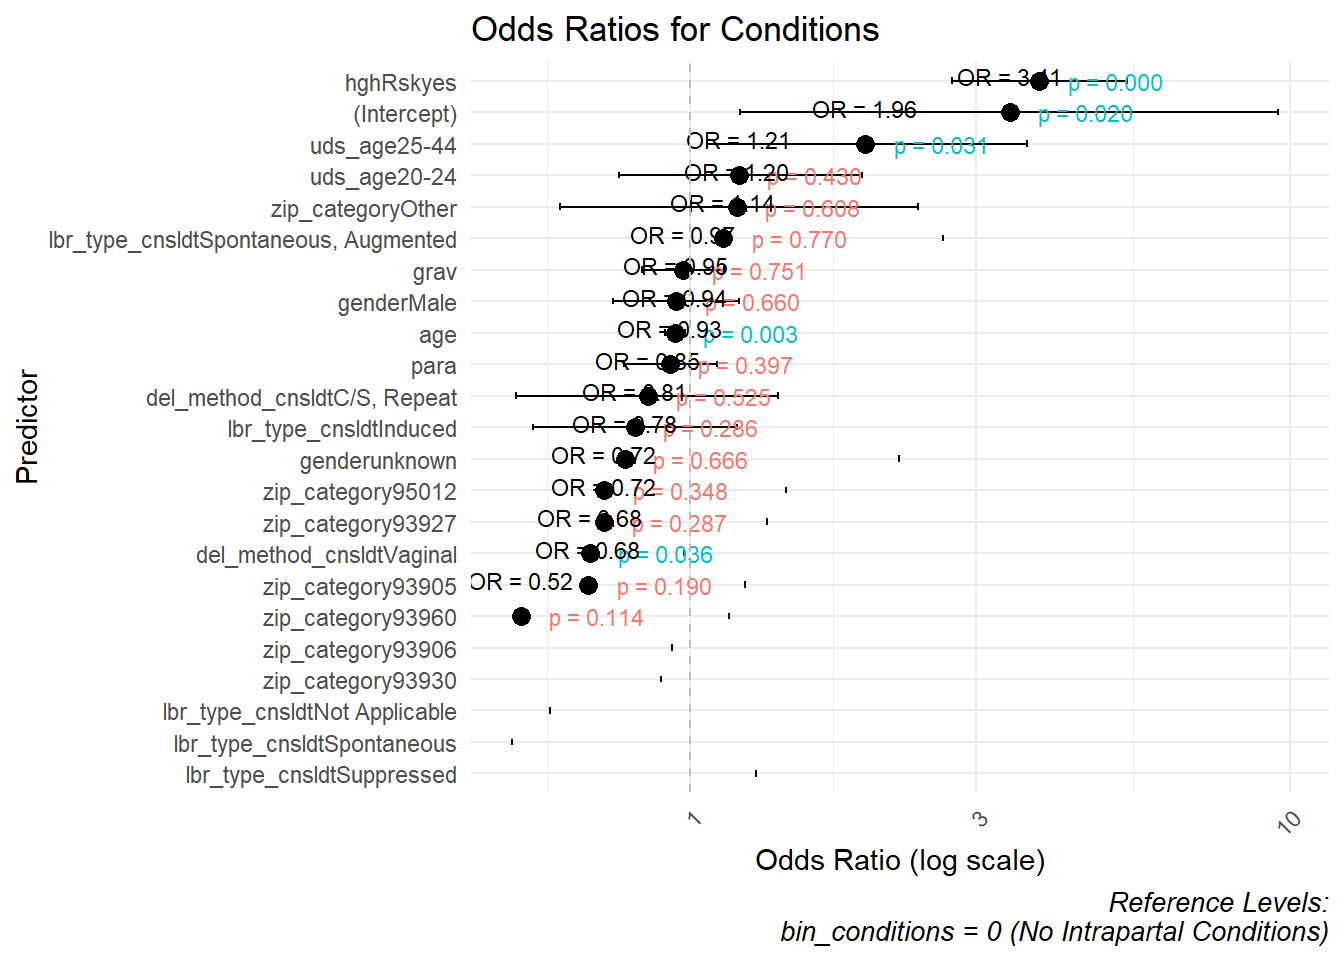 Odds Ratios for Conditions
hghRskyes OR = 3.41 p = 0.000
(Intercept) OR = 1.96 p = 0.020
uds_age25-44 OR = 1.21 p = 0.031
uds_age20-24 OR = 1.20 p = 0.430
zip_categoryOther OR = 1.14 p = 0.608
lbr_type_cnsldtSpontaneous, Augmented OR = 0.97 p = 0.770
grav OR = 0.95 p = 0.751
genderMale OR = 0.94 p = 0.660
age OR = 0.93 p = 0.003
para OR = 0.85 p = 0.397
del_method_cnsldtC/S, Repeat OR = 0.81 p = 0.525
lbr_type_cnsldtInduced OR = 0.78 p = 0.286
genderunknown OR = 0.72 p = 0.666
zip_category95012 OR = 0.72 p = 0.348
zip_category93927 OR = 0.68 p = 0.287
del_method_cnsldtVaginal OR = 0.68 p = 0.036
zip_category93905 OR = 0.52 p = 0.190
zip_category93960 p = 0.114
zip_category93906
zip_category93930
lbr_type_cnsldtNot Applicable
lbr_type_cnsldtSpontaneous
lbr_type_cnsldtSuppressed
Predictor
1 3 10
Odds Ratio (log scale)
Reference Levels:
bin_conditions = 0 (No Intrapartal Conditions)